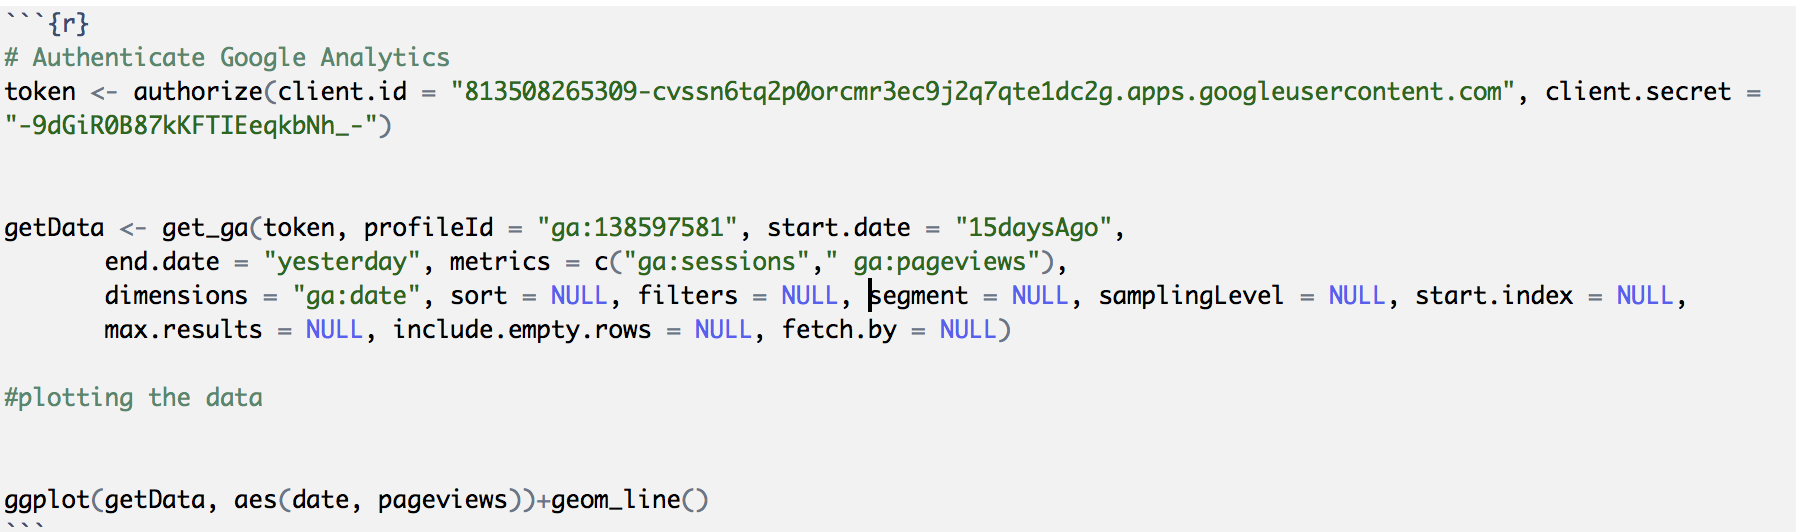 ```{r}
# Authenticate Google Analytics
token <- authorize(client.id = "813508265309-cvssn6tq2p0orcmr3ec9j2q7qte1dc2g.apps.googleusercontent.com", client.secret =
"-9dGiR0B87kKFTIEeqkbNh_-")
getData <- get_ga(token, profileId = "ga:138597581", start.date = "15daysAgo",
end.date = "yesterday", metrics = c("ga:sessions"," ga:pageviews"),
dimensions = "ga:date", sort = NULL, filters = NULL, segment = NULL, samplingLevel = NULL, start.index = NULL,
max.results = NULL, include.empty.rows = NULL, fetch.by = NULL)
#plotting the data
ggplot(getData, aes(date, pageviews))+geom_line()
```